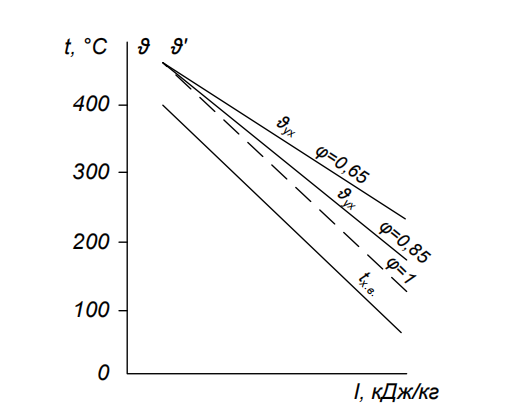 t, °C ϑ ϑ'
400
300
200
100
0
ϑух
φ=0,65
ϑух
φ=0,85
φ=1
tх.в.
I, кДж/кг